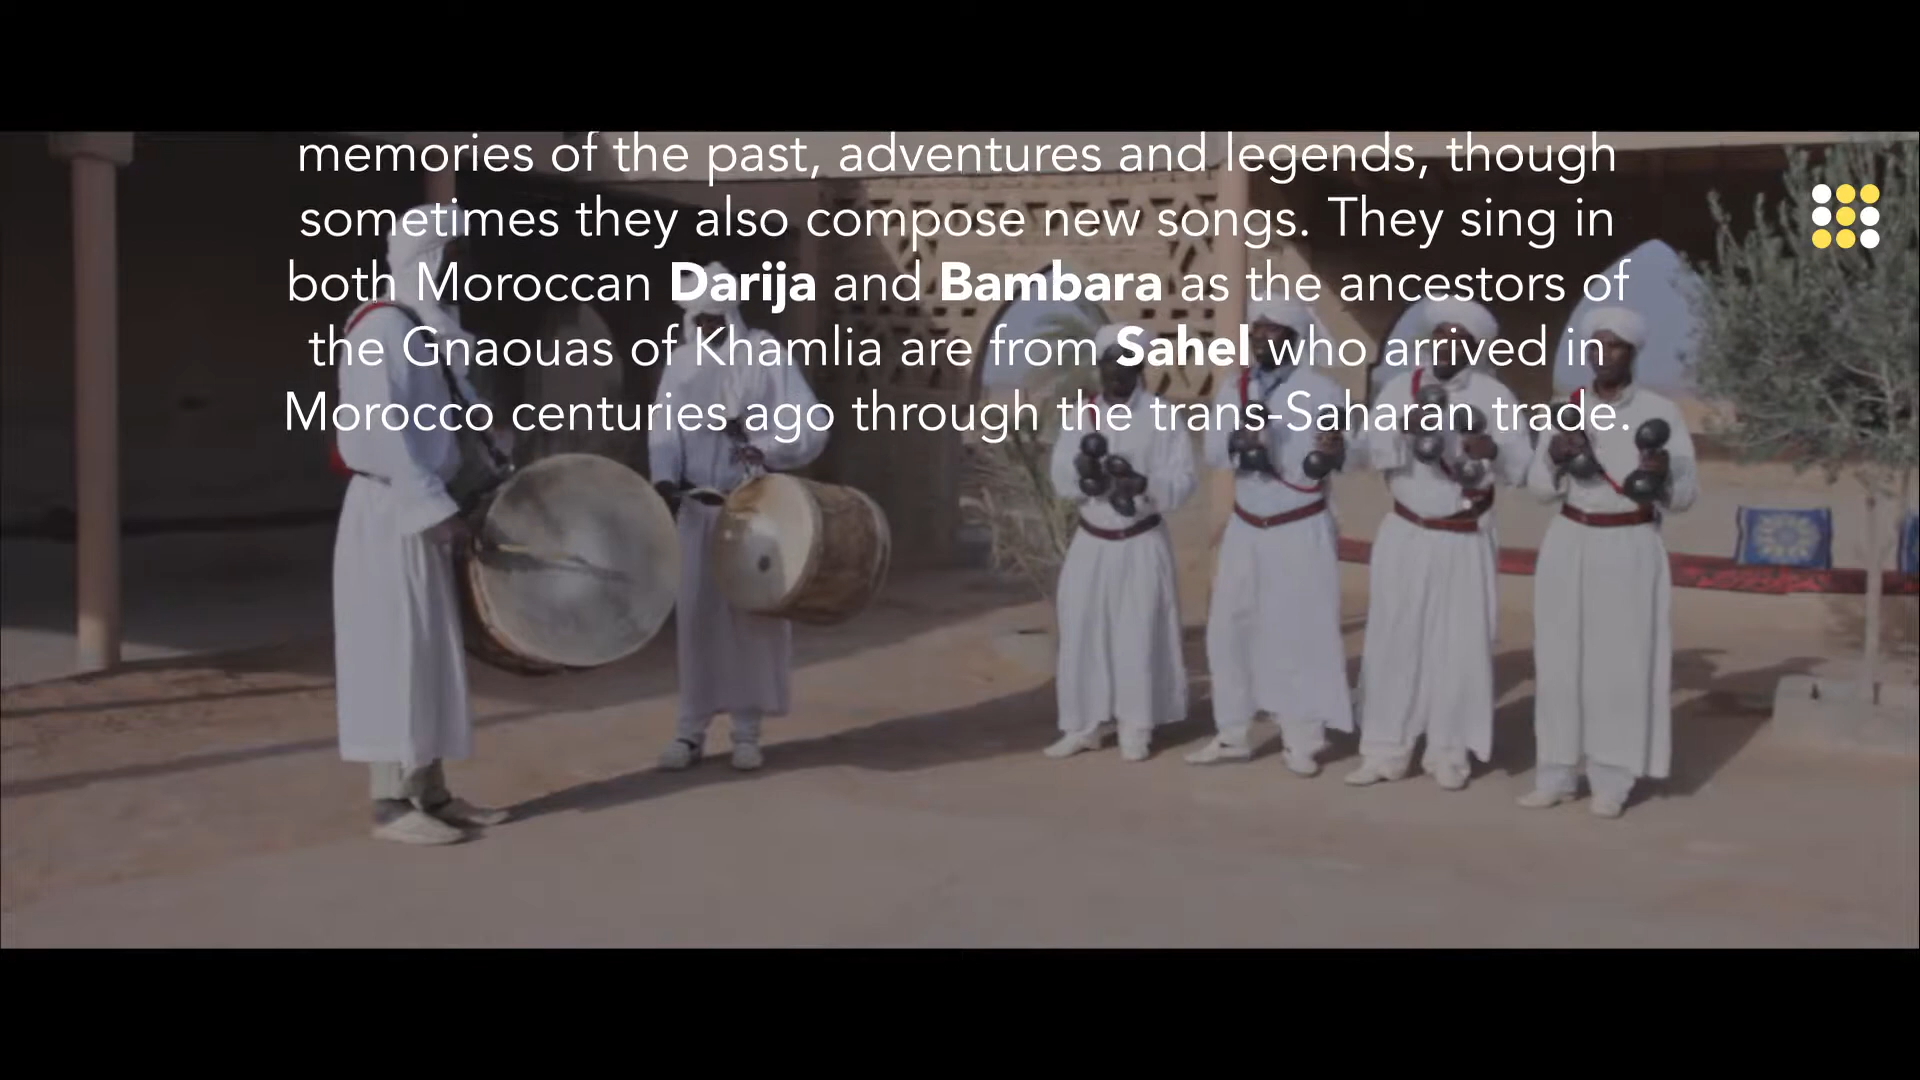 memories of the past, adventures and legends, though
sometimes they also compose new songs. They sing in
both Moroccan Darija and Bambara as the ancestors of
the Gnaouas of Khamlia are from Sahel who arrived in
Morocco centuries ago through the trans-Saharan trade.